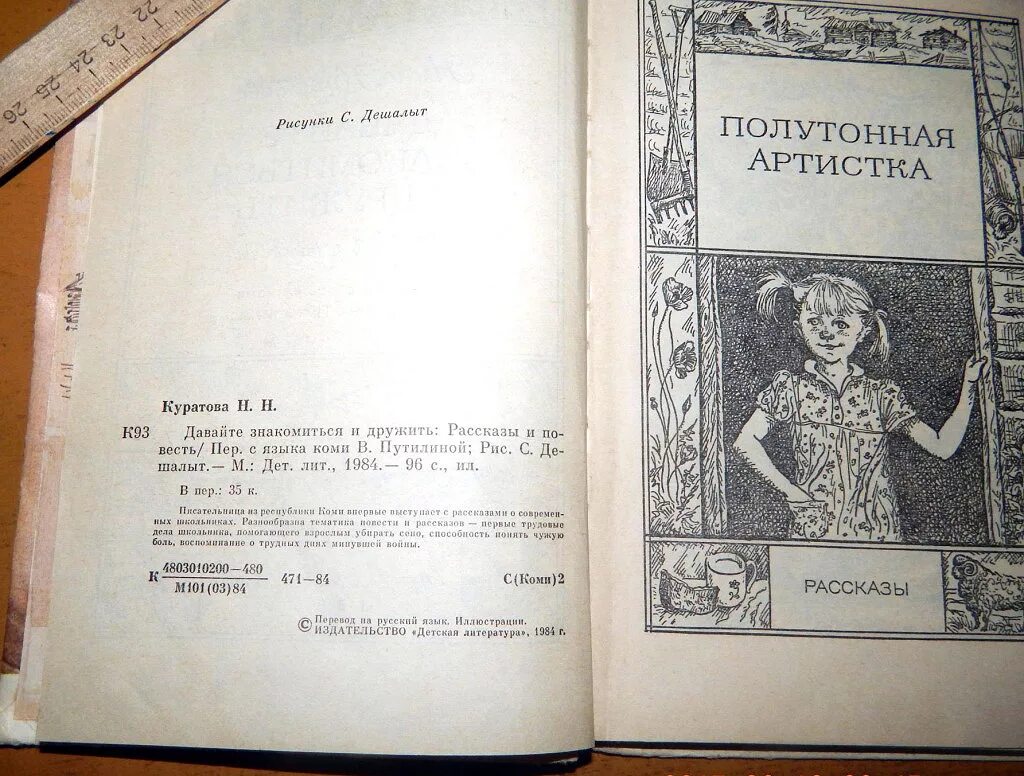 22
23
24
25
26
Рисунки С. Дешалыт
Куратова Н. Н.
К93 Давайте знакомиться и дружить: Рассказы и по-
весть/ Пер. с языка коми В. Путилиной; Рис. С. Де-
шалыт.— М.: Дет. лит., 1984.— 96 с., ил.
В пер.: 35 к.
Писательница из республики Коми впервые выступает с рассказами о современ-
ных школьниках. Разнообразна тематика повести и рассказов — первые трудовые
дела школьника, помогающего взрослым убирать сено, способность понять чужую
боль, воспоминание о трудных днях минувшей войны.
К 4803010200—480
М101(03)84
471—84
С(Коми)2
© Перевод на русский язык. Иллюстрации.
ИЗДАТЕЛЬСТВО «Детская литература», 1984 г.
ПОЛУТОННАЯ
АРТИСТКА
РАССКАЗЫ